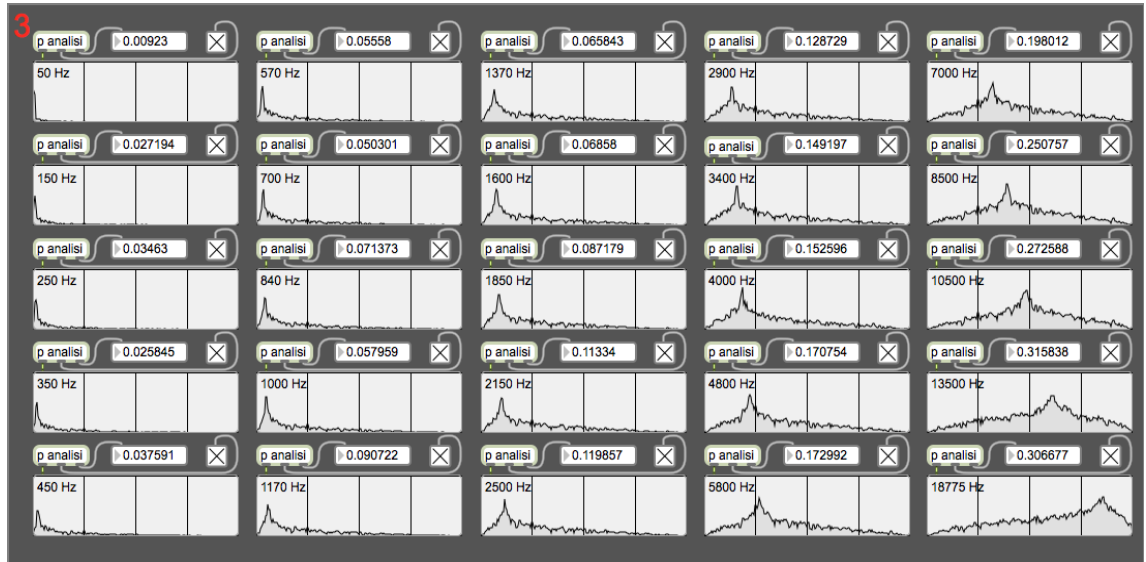 3
p analisi 0.00923
50 Hz
p analisi 0.027194
150 Hz
p analisi 0.03463
250 Hz
p analisi 0.025845
350 Hz
p analisi 0.037591
450 Hz
p analisi 0.05558
570 Hz
p analisi 0.050301
700 Hz
p analisi 0.071373
840 Hz
p analisi 0.057959
1000 Hz
p analisi 0.090722
1170 Hz
p analisi 0.065843
1370 Hz
p analisi 0.06858
1600 Hz
p analisi 0.087179
1850 Hz
p analisi 0.11334
2150 Hz
p analisi 0.119857
2500 Hz
p analisi 0.128729
2900 Hz
p analisi 0.149197
3400 Hz
p analisi 0.152596
4000 Hz
p analisi 0.170754
4800 Hz
p analisi 0.172992
5800 Hz
p analisi 0.198012
7000 Hz
p analisi 0.250757
8500 Hz
p analisi 0.272588
10500 Hz
p analisi 0.315838
13500 Hz
p analisi 0.306677
18775 Hz